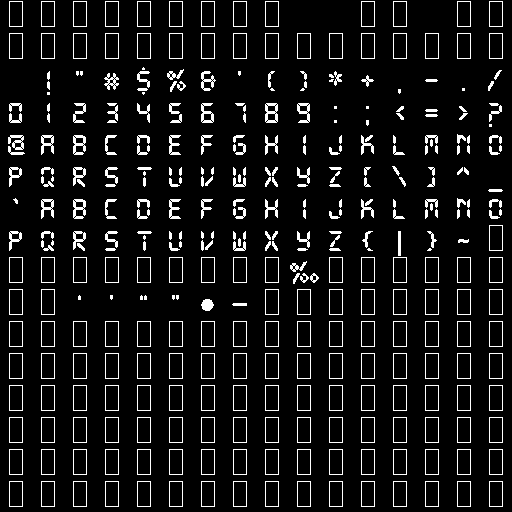 ! " # $ % & ' ( ) * + , - . /
0 1 2 3 4 5 6 7 8 9 : ; < = > ?
@ A B C D E F G H I J K L M N O
P Q R S T U V W X Y Z [ \ ] ^ _
` A B C D E F G H I J K L M N O
P Q R S T U V W X Y Z { | } ~
‰
' ' " " ● –